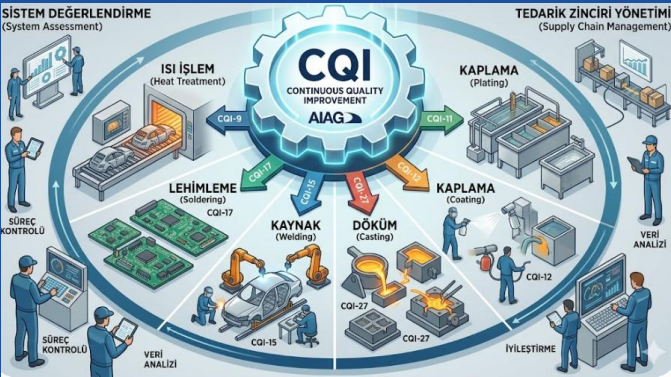 SİSTEM DEĞERLENDİRME
(System Assessment)
TEDARİK ZİNCİRİ YÖNETİMİ
(Supply Chain Management)
CQI
CONTINUOUS QUALITY
IMPROVEMENT
AIAG
ISI İŞLEM
(Heat Treatment)
KAPLAMA
(Plating)
CQI-9
CQI-11
CQI-17
CQI-15
CQI-27
CQI-12
LEHİMLEME
(Soldering)
CQI-17
KAYNAK
(Welding)
DÖKÜM
(Casting)
KAPLAMA
(Coating)
SÜREÇ
KONTROLÜ
VERİ
ANALİZİ
CQI-12
CQI-27
CQI-27
CQI-15
SÜREÇ
KONTROLÜ
VERİ
ANALİZİ
İYİLEŞTİRME